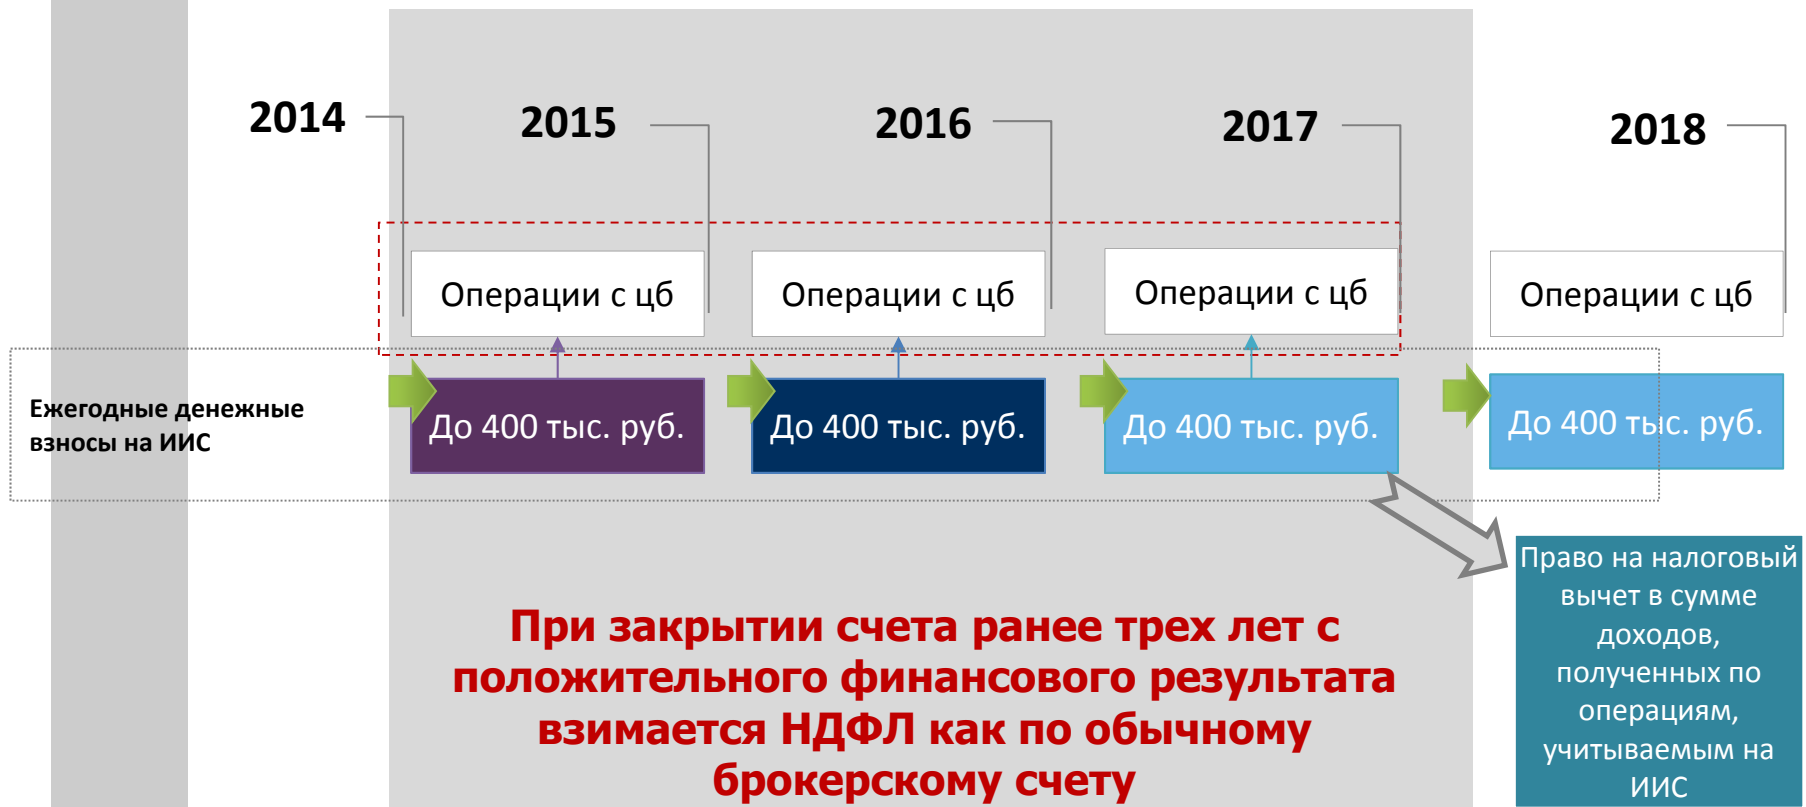 2014
2015
2016
2017
2018
Операции с цб
Операции с цб
Операции с цб
Операции с цб
Ежегодные денежные
взносы на ИИС
До 400 тыс. руб.
До 400 тыс. руб.
До 400 тыс. руб.
До 400 тыс. руб.
При закрытии счета ранее трех лет с
положительного финансового результата
взимается НДФЛ как по обычному
брокерскому счету
Право на налоговый
вычет в сумме
доходов,
полученных по
операциям,
учитываемым на
ИИС